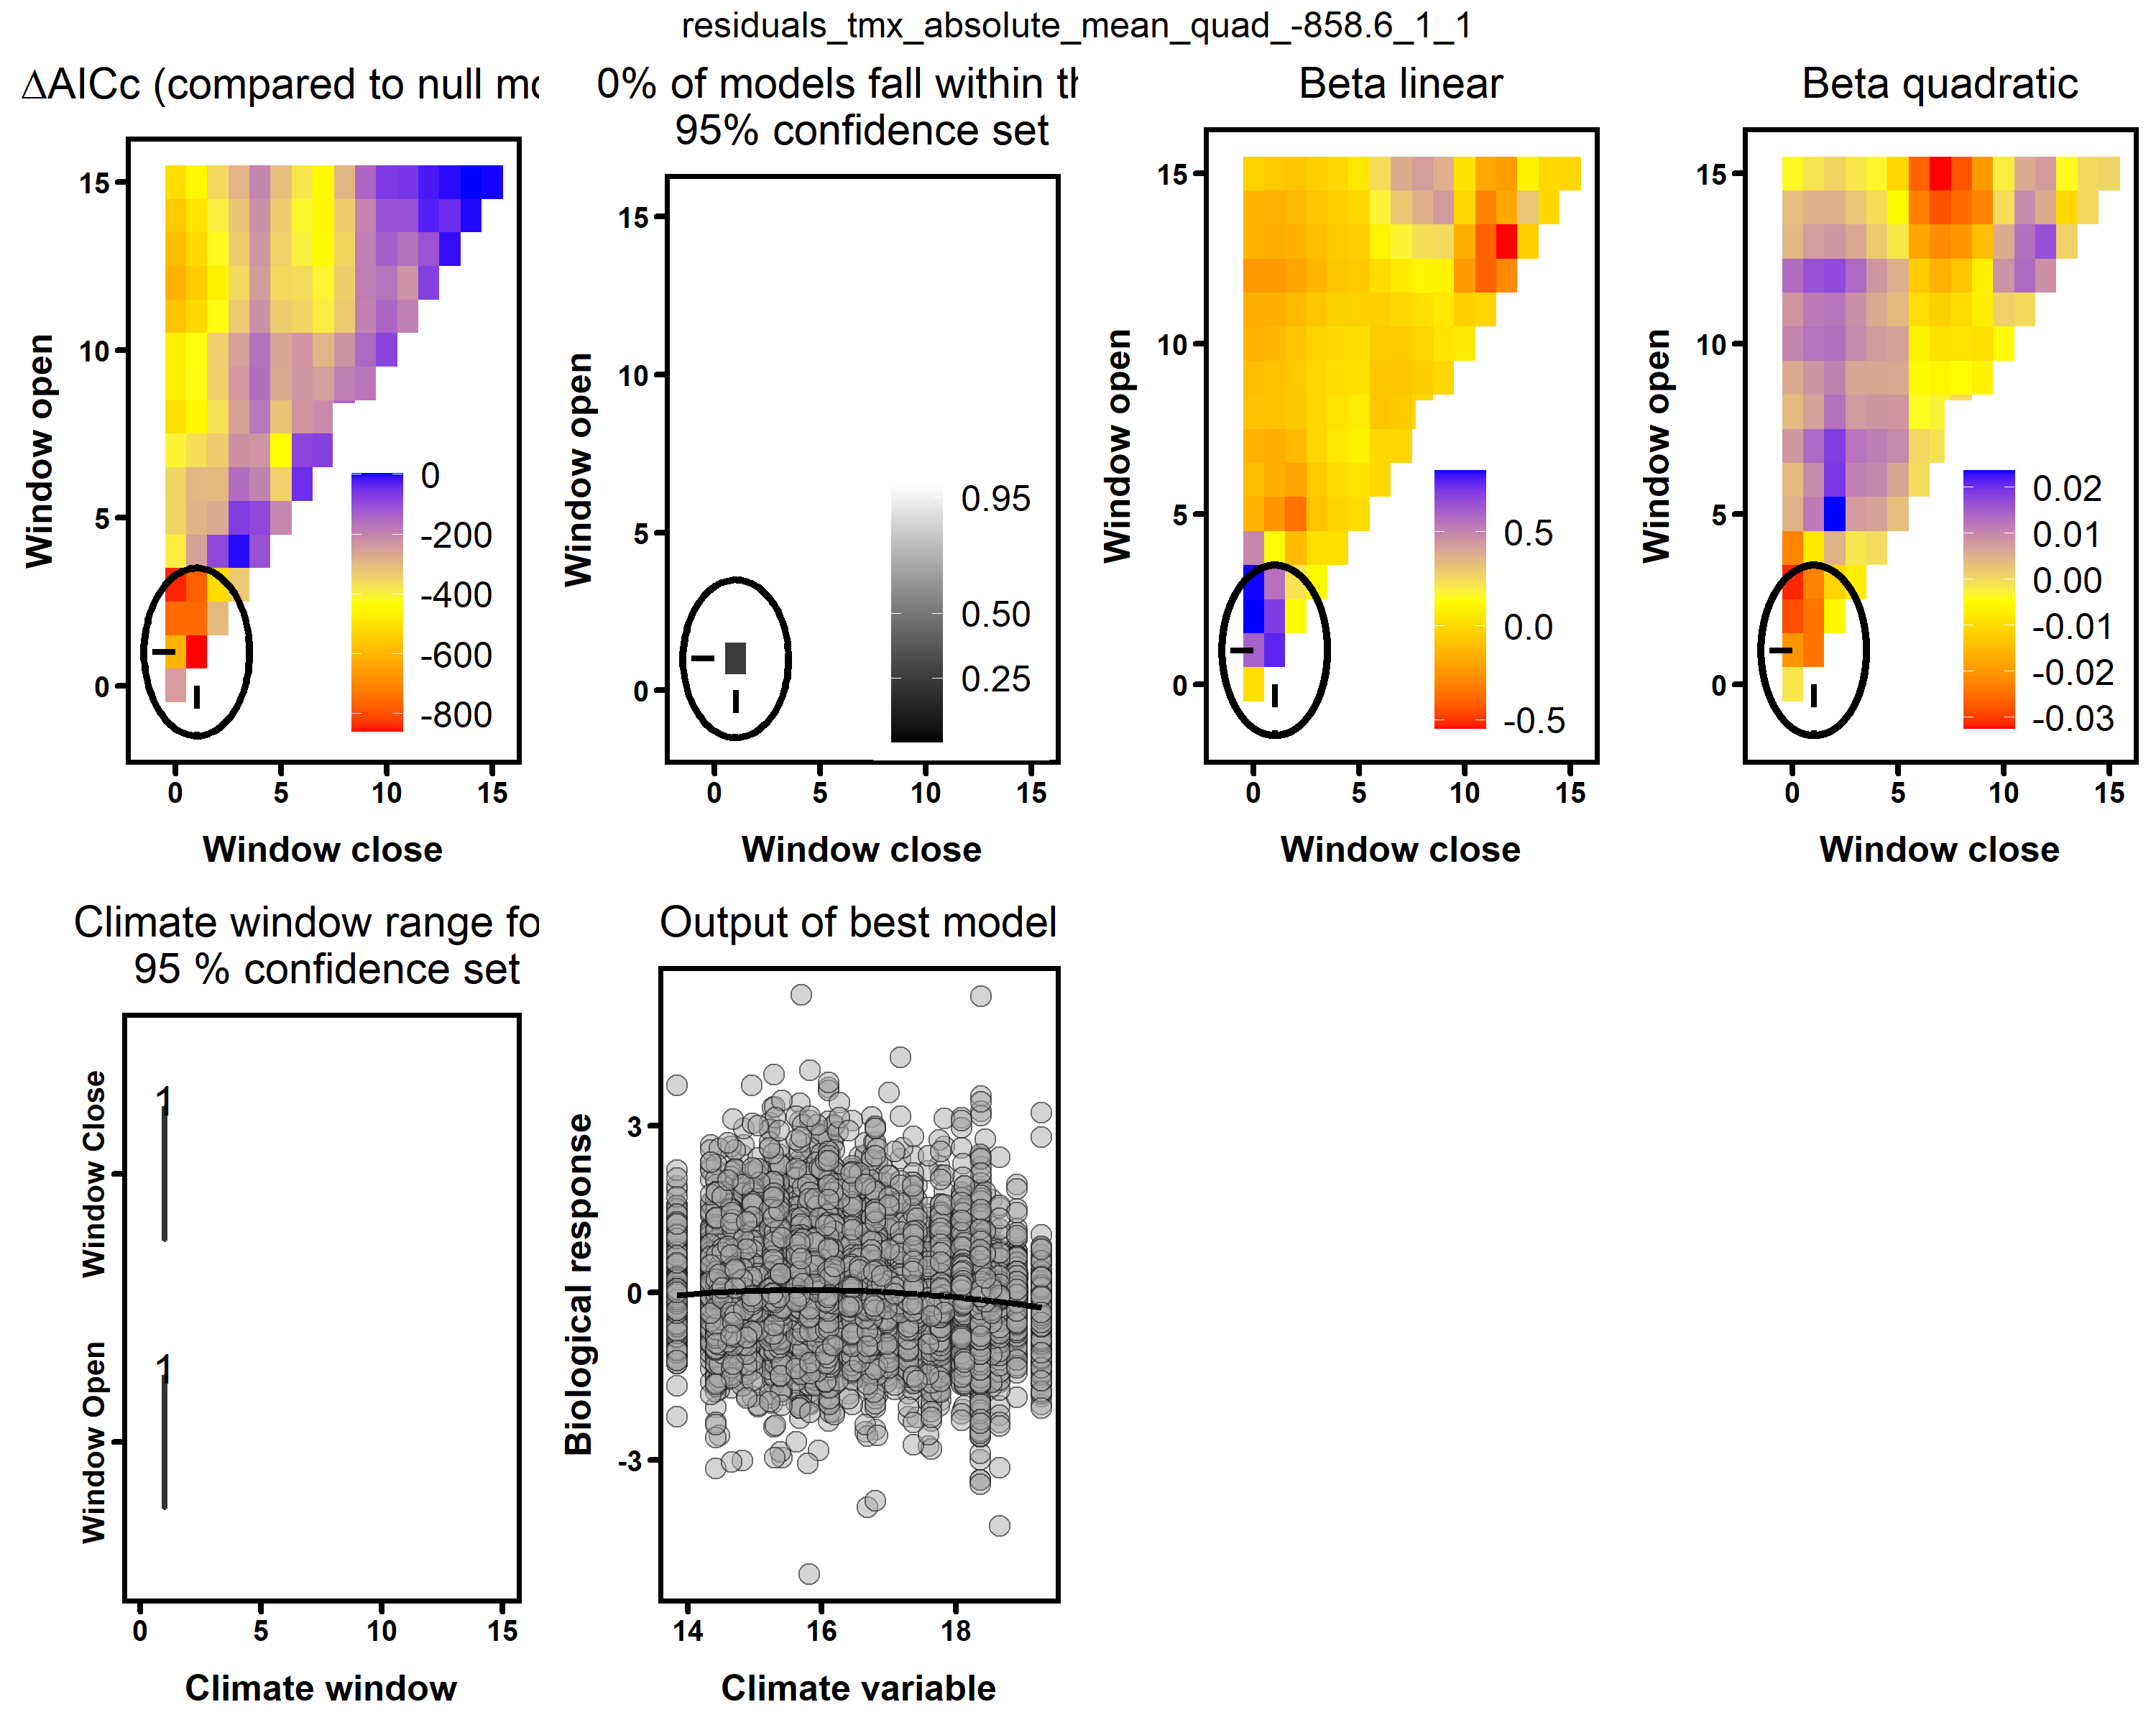 residuals_tmx_absolute_mean_quad_-858.6_1_1
ΔAICc (compared to null mo
15
10
5
0
0
-200
-400
-600
-800
0 5 10 15
Window open
Window close
0% of models fall within th
95% confidence set
15
10
5
0
0.95
0.50
0.25
0 5 10 15
Window open
Window close
Beta linear
15
10
5
0
0.5
0.0
-0.5
0 5 10 15
Window open
Window close
Beta quadratic
15
10
5
0
0.02
0.01
0.00
-0.01
-0.02
-0.03
0 5 10 15
Window open
Window close
Climate window range fo
95 % confidence set
Window Close
1
Window Open
1
0 5 10 15
Climate window
Output of best model
3
0
-3
Biological response
14 16 18
Climate variable